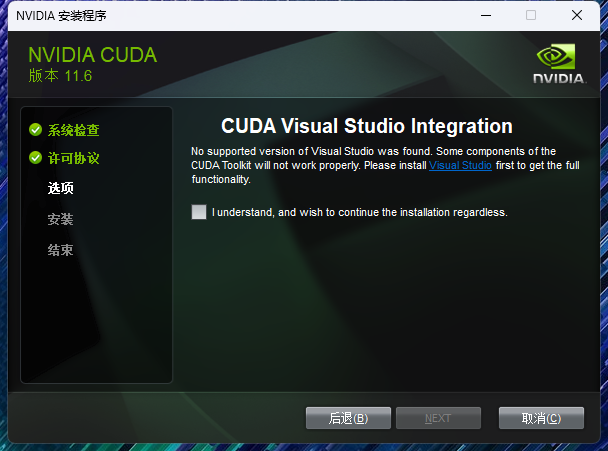 NVIDIA 安装程序
NVIDIA CUDA
版本 11.6
NVIDIA.
系统检查
许可协议
选项
安装
结束
CUDA Visual Studio Integration
No supported version of Visual Studio was found. Some components of the
CUDA Toolkit will not work properly. Please install Visual Studio first to get the full
functionality.
I understand, and wish to continue the installation regardless.
后退(B)
NEXT
取消(C)